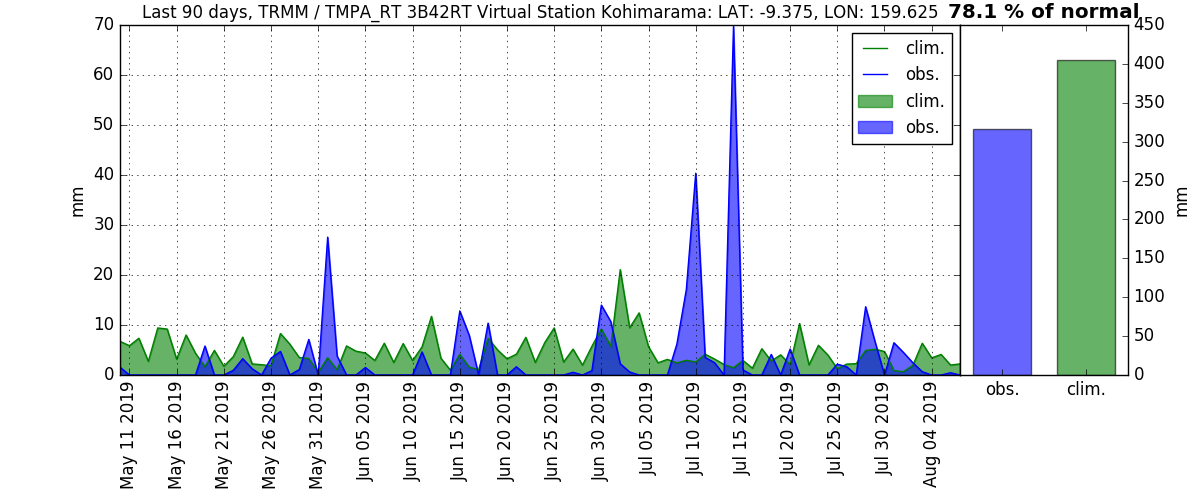 Last 90 days, TRMM / TMPA_RT 3B42RT Virtual Station Kohimarama: LAT: -9.375, LON: 159.625 78.1 % of normal
70
60
50
40
30
20
10
0
mm
clim.
obs.
clim.
obs.
450
400
350
300
250
200
150
100
50
0
mm
May 11 2019
May 16 2019
May 21 2019
May 26 2019
May 31 2019
Jun 05 2019
Jun 10 2019
Jun 15 2019
Jun 20 2019
Jun 25 2019
Jun 30 2019
Jul 05 2019
Jul 10 2019
Jul 15 2019
Jul 20 2019
Jul 25 2019
Jul 30 2019
Aug 04 2019
obs.
clim.